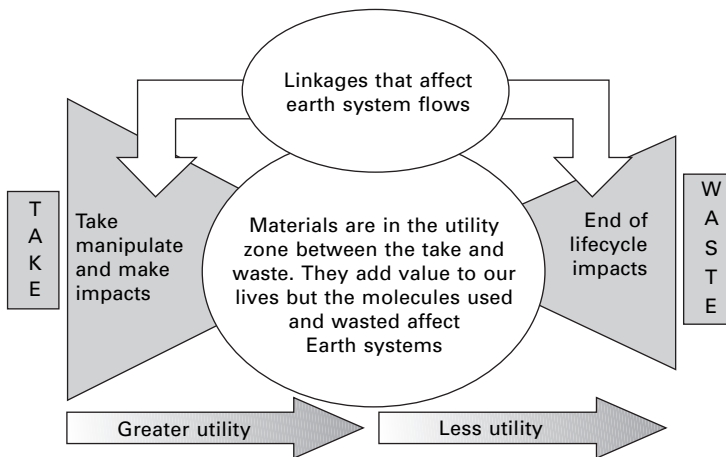 Linkages that affect
earth system flows
TAKE
Take
manipulate
and make
impacts
Materials are in the utility
zone between the take and
waste. They add value to our
lives but the molecules used
and wasted affect
Earth systems
End of
lifecycle
impacts
WASTE
Greater utility
Less utility